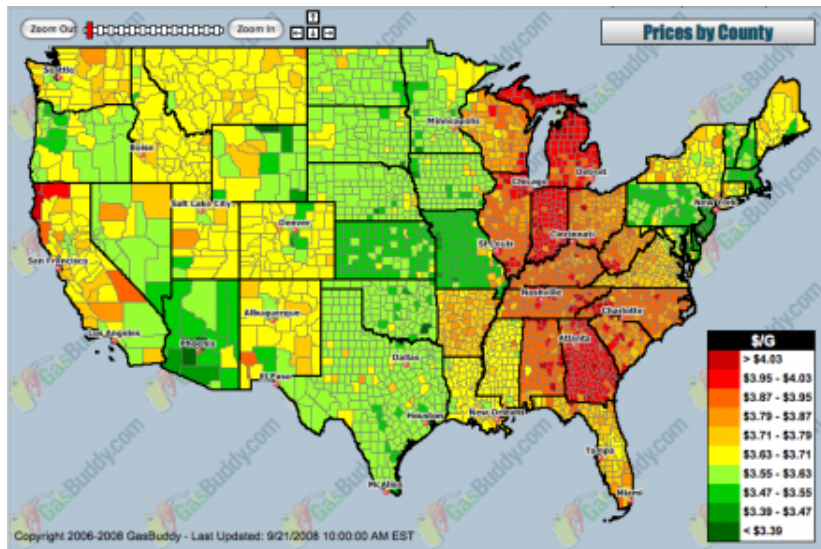 Zoom Out
Zoom In
Prices by County
GasBuddy.com
Seattle
Minneapolis
Boise
Detroit
Chicago
New York
Salt Lake City
Denver
Cincinnati
St. Louis
San Francisco
Nashville
Charlotte
Albuquerque
Los Angeles
Atlanta
Phoenix
Dallas
El Paso
Houston
New Orleans
Tampa
McAllen
Miami
$/G
> $4.03
$3.95 - $4.03
$3.87 - $3.95
$3.79 - $3.87
$3.71 - $3.79
$3.63 - $3.71
$3.55 - $3.63
$3.47 - $3.55
$3.39 - $3.47
< $3.39
Copyright 2006-2008 GasBuddy - Last Updated: 9/21/2008 10:00:00 AM EST